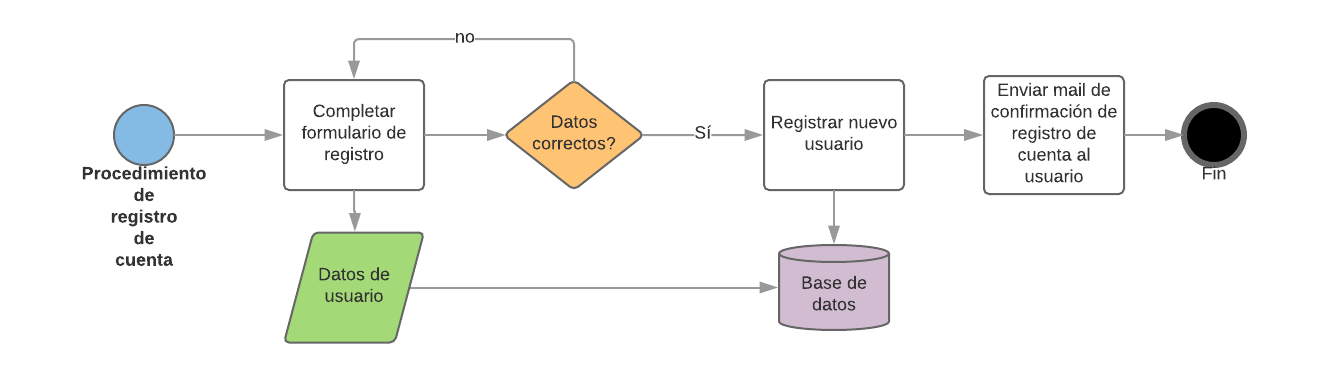 no
Procedimiento
de
registro
de
cuenta
Completar
formulario de
registro
Datos
correctos?
Sí
Registrar nuevo
usuario
Enviar mail de
confirmación de
registro de
cuenta al
usuario
Fin
Datos de
usuario
Base de
datos